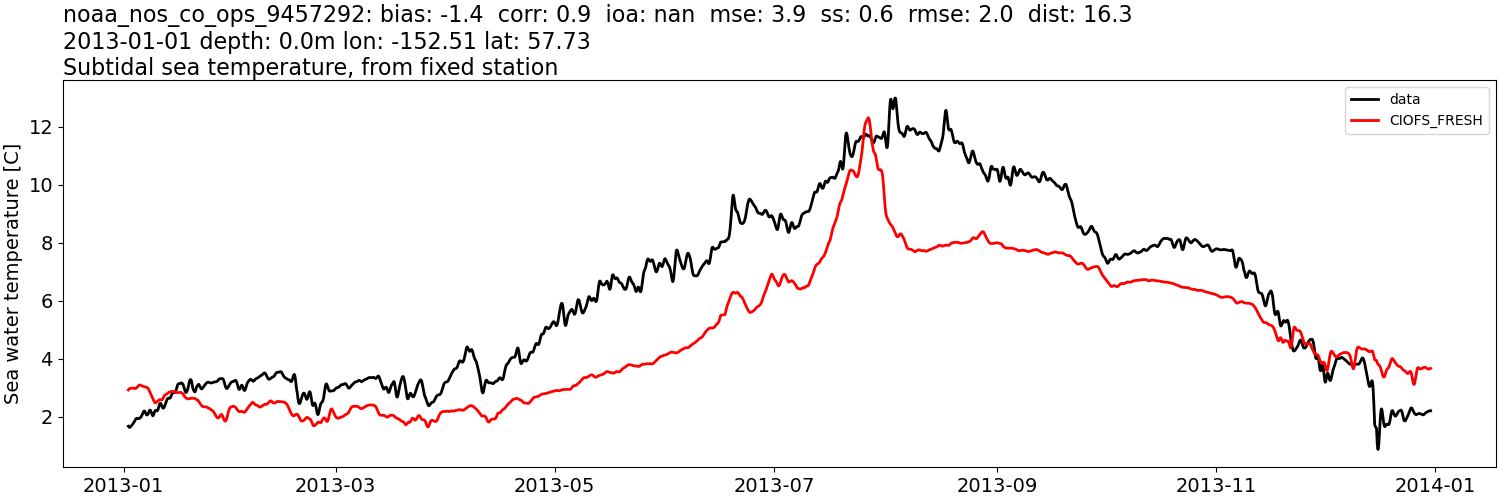 noaa_nos_co_ops_9457292: bias: -1.4  corr: 0.9  ioa: nan  mse: 3.9  ss: 0.6  rmse: 2.0  dist: 16.3
2013-01-01 depth: 0.0m lon: -152.51 lat: 57.73
Subtidal sea temperature, from fixed station
data
CIOFS_FRESH
Sea water temperature [C]
12
10
8
6
4
2
2013-01
2013-03
2013-05
2013-07
2013-09
2013-11
2014-01